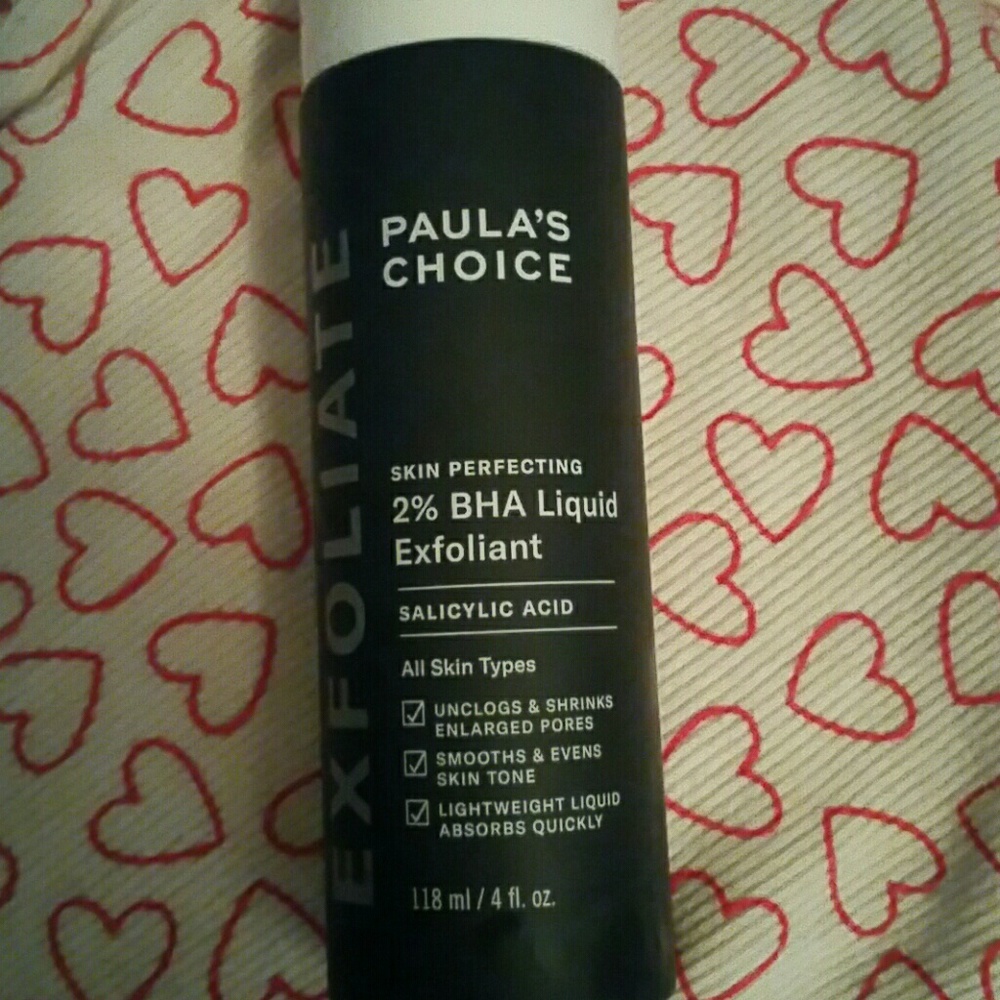 PAULA'S
CHOICE
EXFOLIATE
SKIN PERFECTING
2% BHA Liquid
Exfoliant
SALICYLIC ACID
All Skin Types
UNCLOGS & SHRINKS
ENLARGED PORES
SMOOTHS & EVENS
SKIN TONE
LIGHTWEIGHT LIQUID
ABSORBS QUICKLY
118 ml / 4 fl. oz.